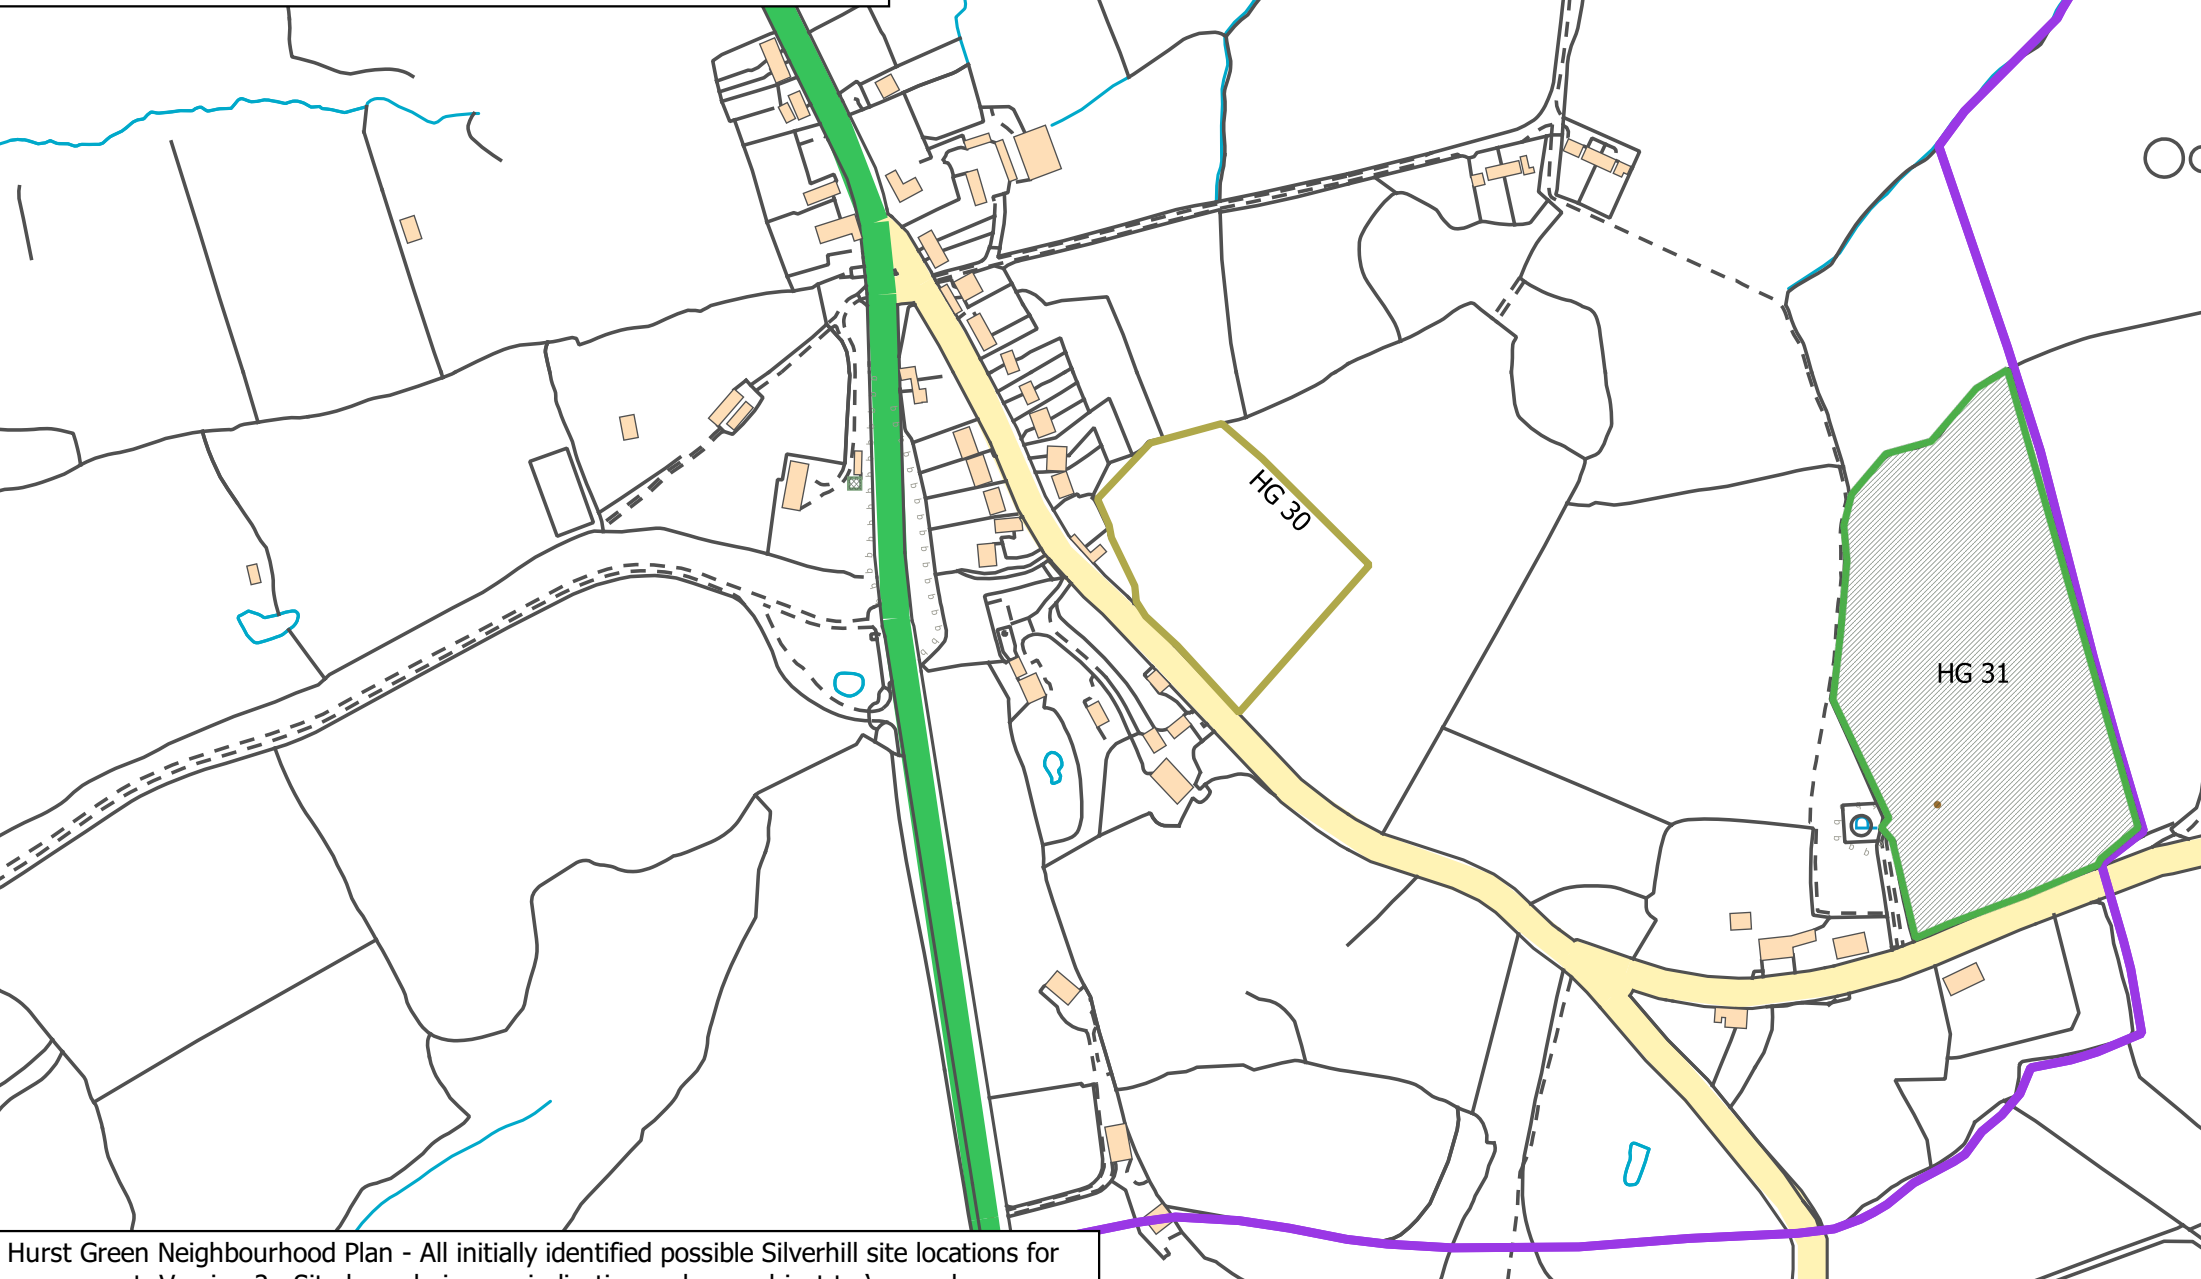 HG 30
HG 31
Hurst Green Neighbourhood Plan - All initially identified possible Silverhill site locations for